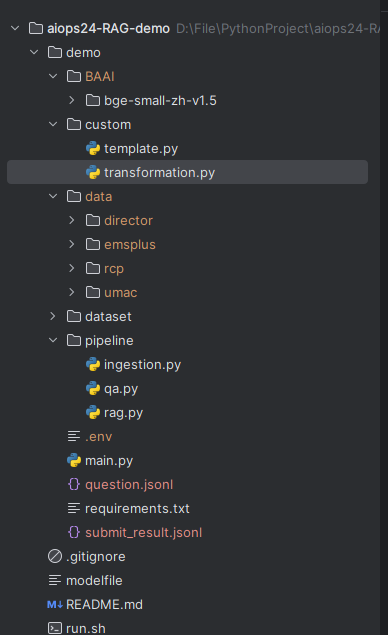 aiops24-RAG-demo D:\File\PythonProject\aiops24-RA
demo
BAAI
bge-small-zh-v1.5
custom
template.py
transformation.py
data
director
emsplus
rcp
umac
dataset
pipeline
ingestion.py
qa.py
rag.py
.env
main.py
question.jsonl
requirements.txt
submit_result.jsonl
.gitignore
modelfile
M↓ README.md
run.sh